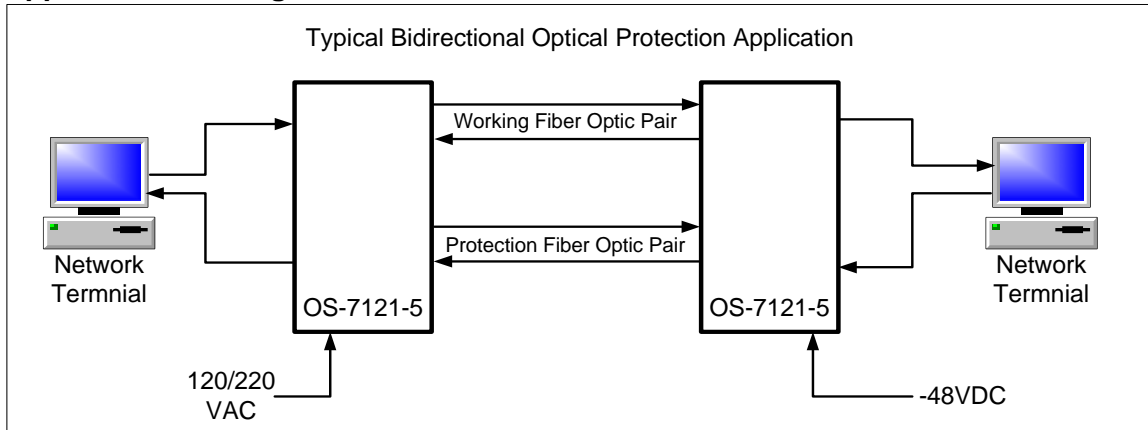 Typical Bidirectional Optical Protection Application
Working Fiber Optic Pair
Protection Fiber Optic Pair
Network
Termnial
OS-7121-5
OS-7121-5
Network
Termnial
120/220
VAC
-48VDC